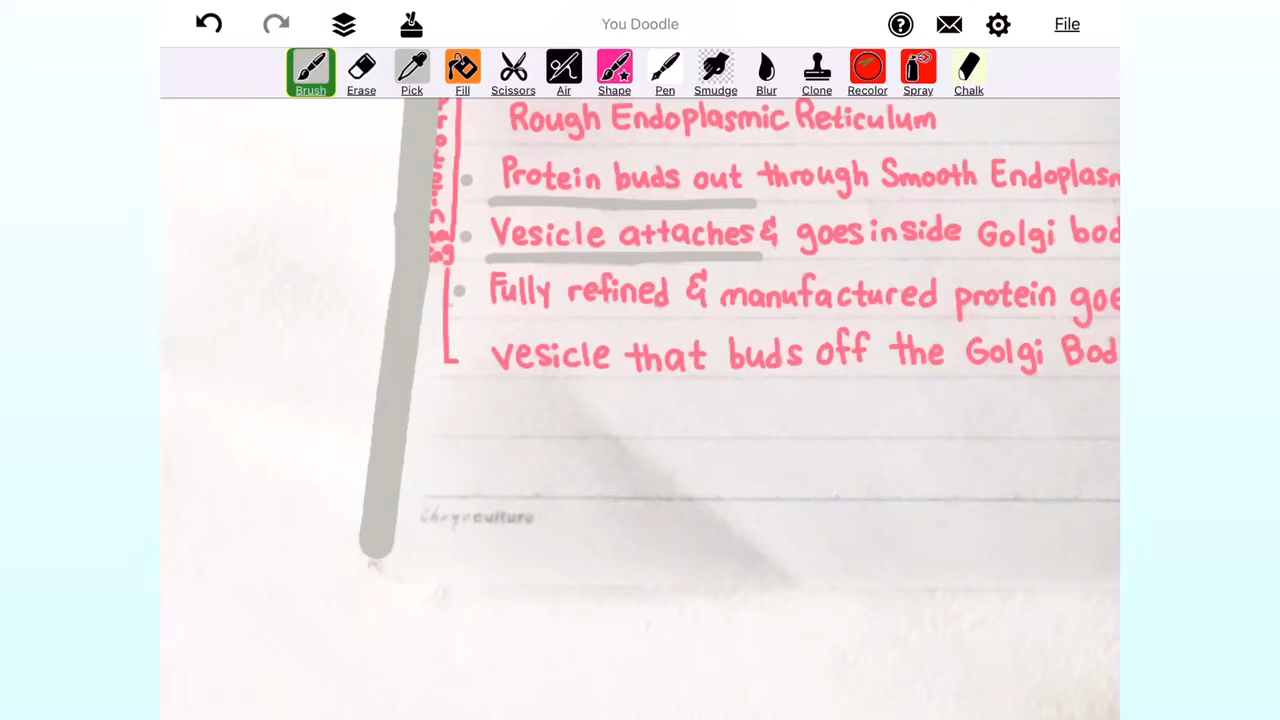 You Doodle
File
Brush Erase Pick Fill Scissors Air Shape Pen Smudge Blur Clone Recolor Spray Chalk
Rough Endoplasmic Reticulum
Protein buds out through Smooth Endoplasm
Vesicle attaches & goes inside Golgi bod
Fully refined & manufactured protein goe
vesicle that buds off the Golgi Bod